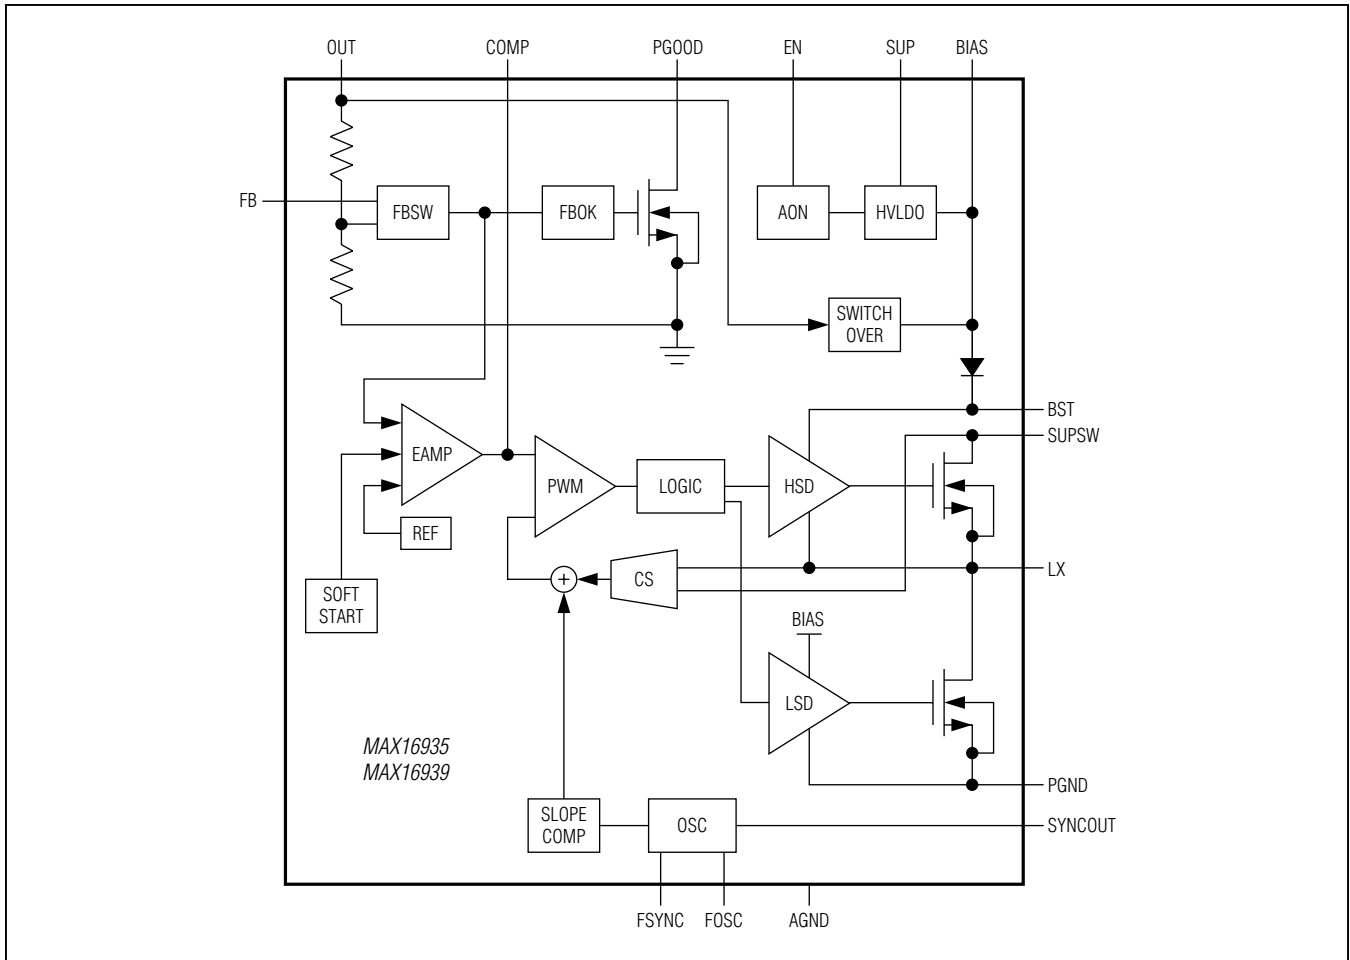 OUT
COMP
PGOOD
EN
SUP
BIAS
FB
FBSW
FBOK
AON
HVLDO
SWITCH
OVER
BST
SUPSW
EAMP
PWM
LOGIC
HSD
REF
LX
CS
+
SOFT
START
BIAS
LSD
MAX16935
MAX16939
PGND
SLOPE
COMP
OSC
SYNCOUT
FSYNC
FOSC
AGND